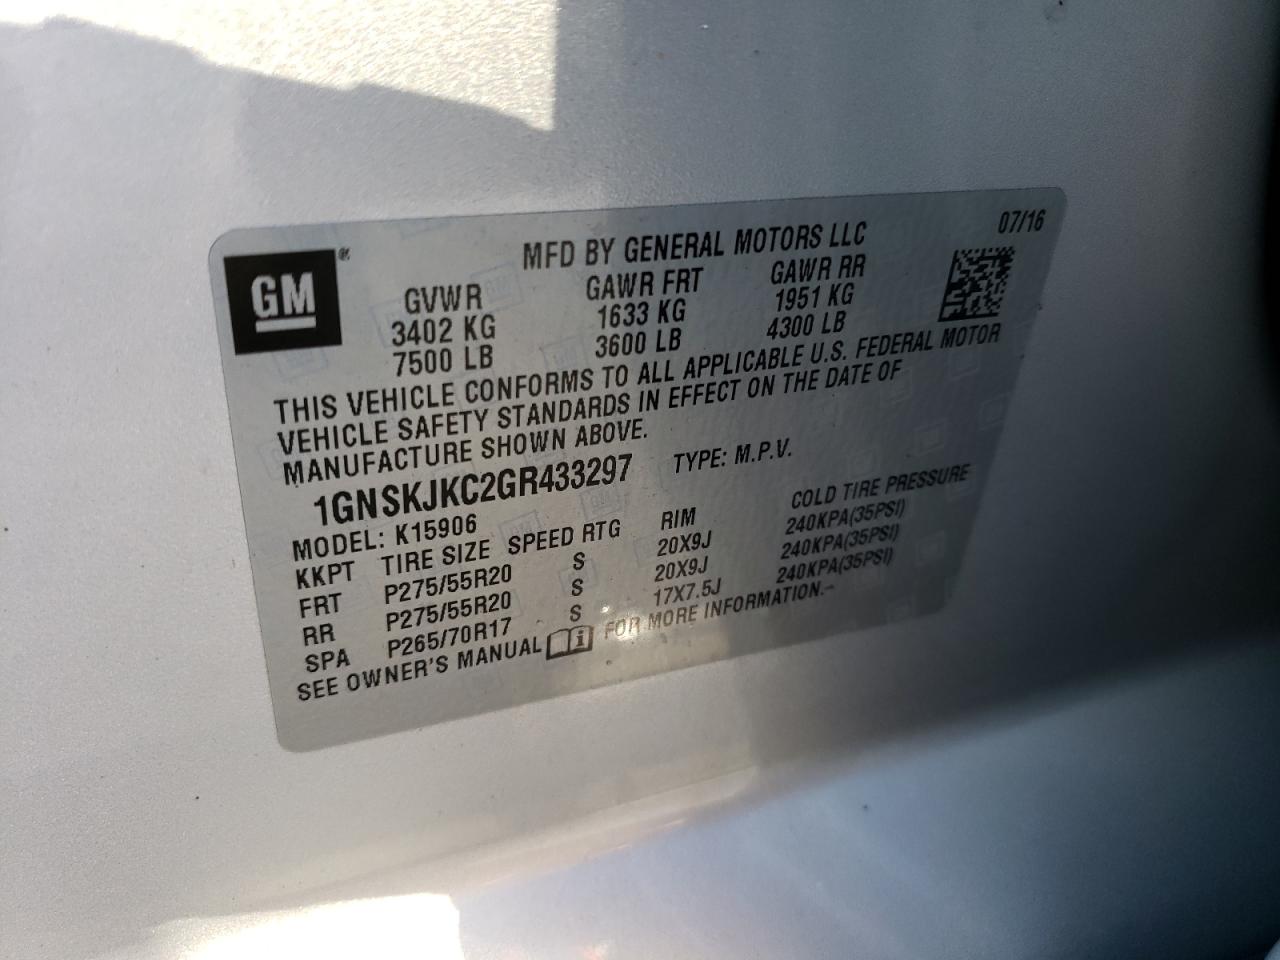 07/16
MFD BY GENERAL MOTORS LLC
GM®
GVWR GAWR FRT GAWR RR
3402 KG 1633 KG 1951 KG
7500 LB 3600 LB 4300 LB
THIS VEHICLE CONFORMS TO ALL APPLICABLE U.S. FEDERAL MOTOR
VEHICLE SAFETY STANDARDS IN EFFECT ON THE DATE OF
MANUFACTURE SHOWN ABOVE.
1GNSKJKC2GR433297 TYPE: M.P.V.
MODEL: K15906
KKPT TIRE SIZE SPEED RTG RIM COLD TIRE PRESSURE
FRT P275/55R20 S 20X9J 240KPA(35PSI)
RR P275/55R20 S 20X9J 240KPA(35PSI)
SPA P265/70R17 S 17X7.5J 240KPA(35PSI)
SEE OWNER'S MANUAL i FOR MORE INFORMATION.-